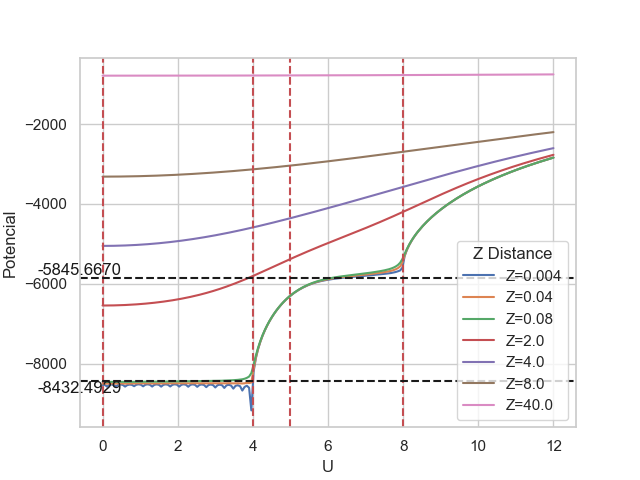 -2000
-4000
-5845.6670
-6000
-8000
-8432.4929
0
2
4
6
8
10
12
U
Potencial
Z Distance
Z=0.004
Z=0.04
Z=0.08
Z=2.0
Z=4.0
Z=8.0
Z=40.0